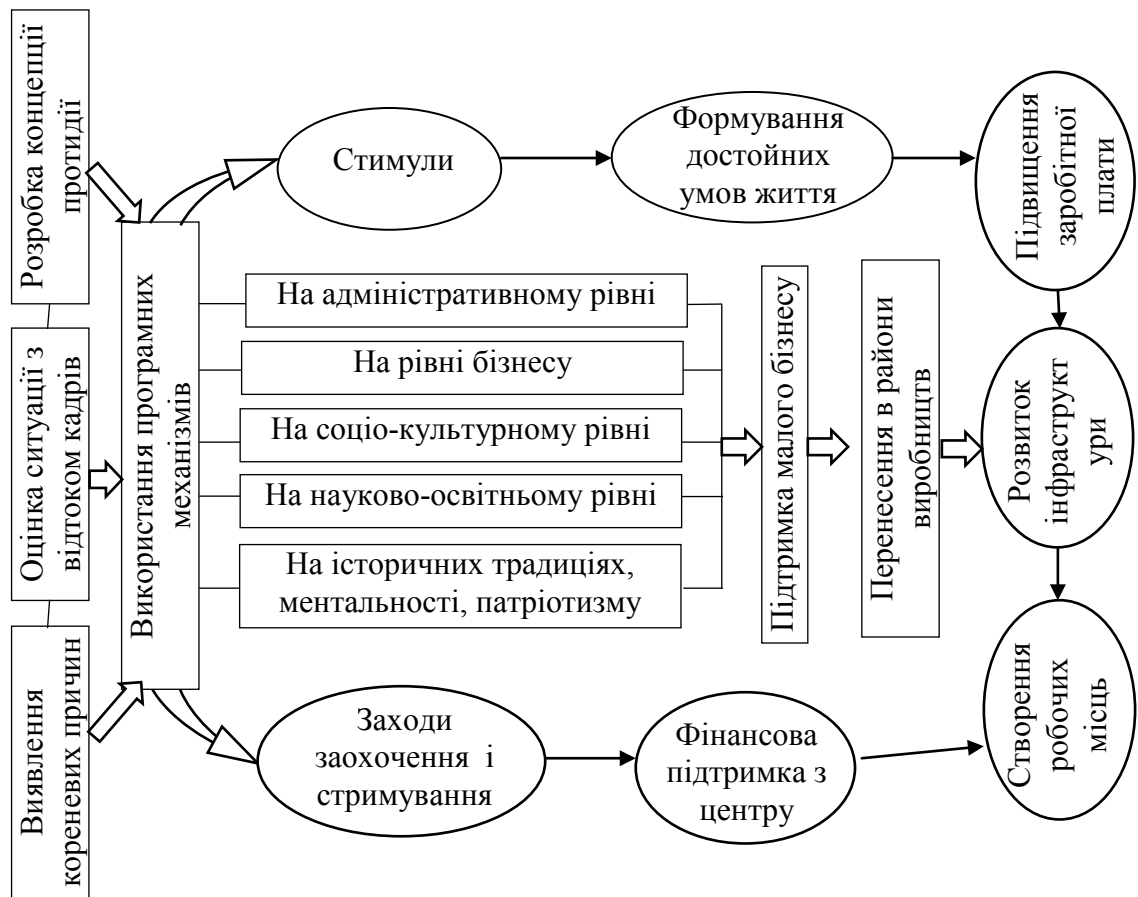 Розробка концепції
протидії
Оцінка ситуації з
відтоком кадрів
Виявлення
кореневих причин
Використання програмних
механізмів
Стимули
Формування
достойних
умов життя
Підвищення
заробітної
плати
На адміністративному рівні
На рівні бізнесу
На соціо-культурному рівні
На науково-освітньому рівні
На історичних традиціях,
ментальності, патріотизму
Підтримка малого бізнесу
Перенесення в райони
виробництв
Розвиток
інфраструкт
ури
Заходи
заохочення і
стримування
Фінансова
підтримка з
центру
Створення
робочих
місць